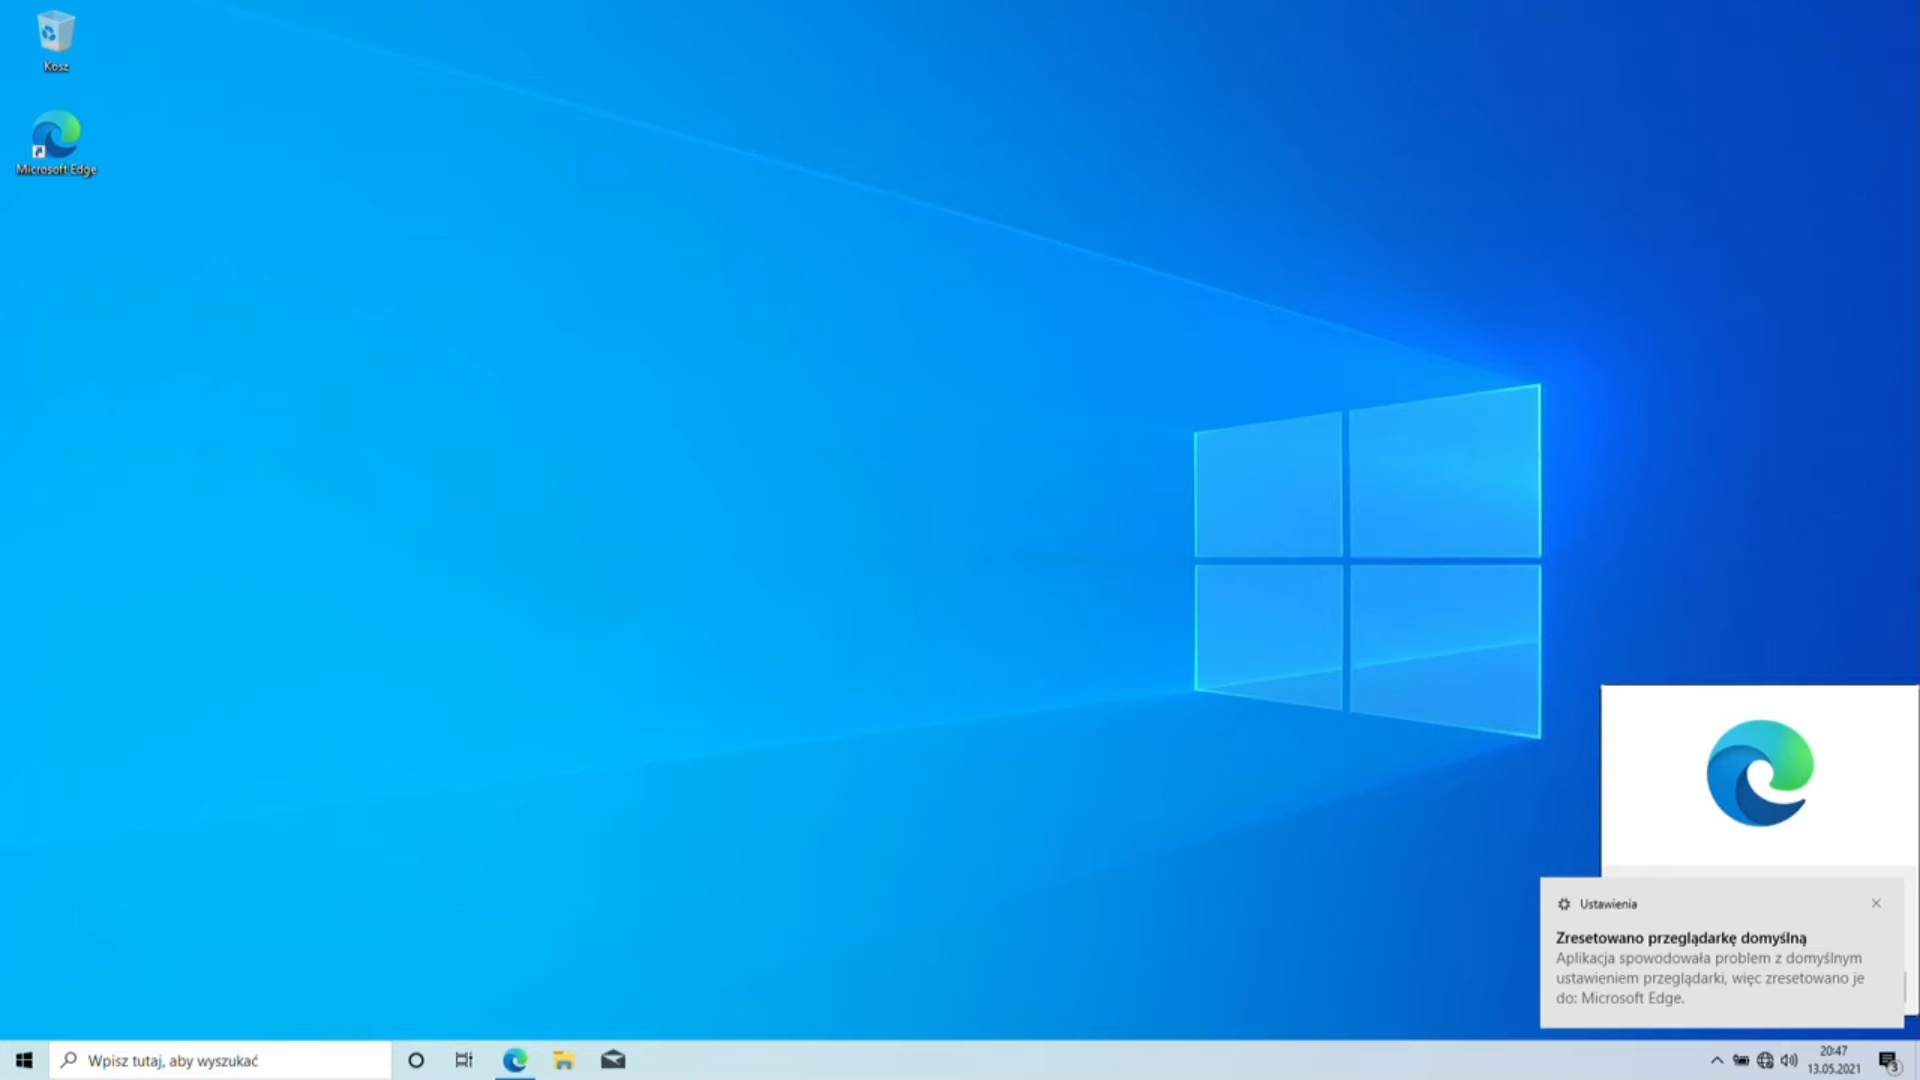 Kosz
Microsoft Edge
Ustawienia
Zresetowano przeglądarkę domyślną
Aplikacja spowodowała problem z domyślnym
ustawieniem przeglądarki, więc zresetowano je
do: Microsoft Edge.
Wpisz tutaj, aby wyszukać
20:47
13.05.2021
3